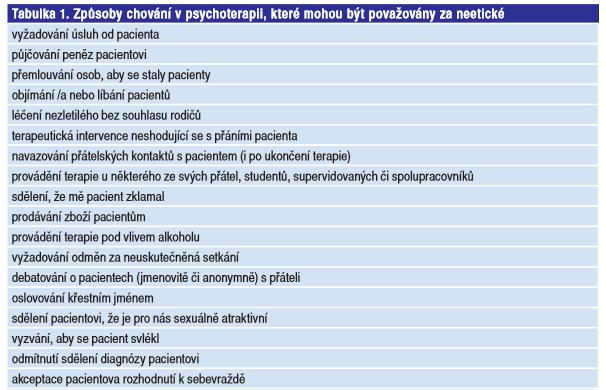 Tabulka 1. Způsoby chování v psychoterapii, které mohou být považovány za neetické
vyžadování úsluh od pacienta
půjčování peněz pacientovi
přemlouvání osob, aby se staly pacienty
objímání /a nebo líbání pacientů
léčení nezletilého bez souhlasu rodičů
terapeutická intervence neshodující se s přáními pacienta
navazování přátelských kontaktů s pacientem (i po ukončení terapie)
provádění terapie u některého ze svých přátel, studentů, supervidovaných či spolupracovníků
sdělení, že mě pacient zklamal
prodávání zboží pacientům
provádění terapie pod vlivem alkoholu
vyžadování odměn za neuskutečněná setkání
debatování o pacientech (jmenovitě či anonymně) s přáteli
oslovování křestním jménem
sdělení pacientovi, že je pro nás sexuálně atraktivní
vyzvání, aby se pacient svlékl
odmítnutí sdělení diagnózy pacientovi
akceptace pacientova rozhodnutí k sebevraždě